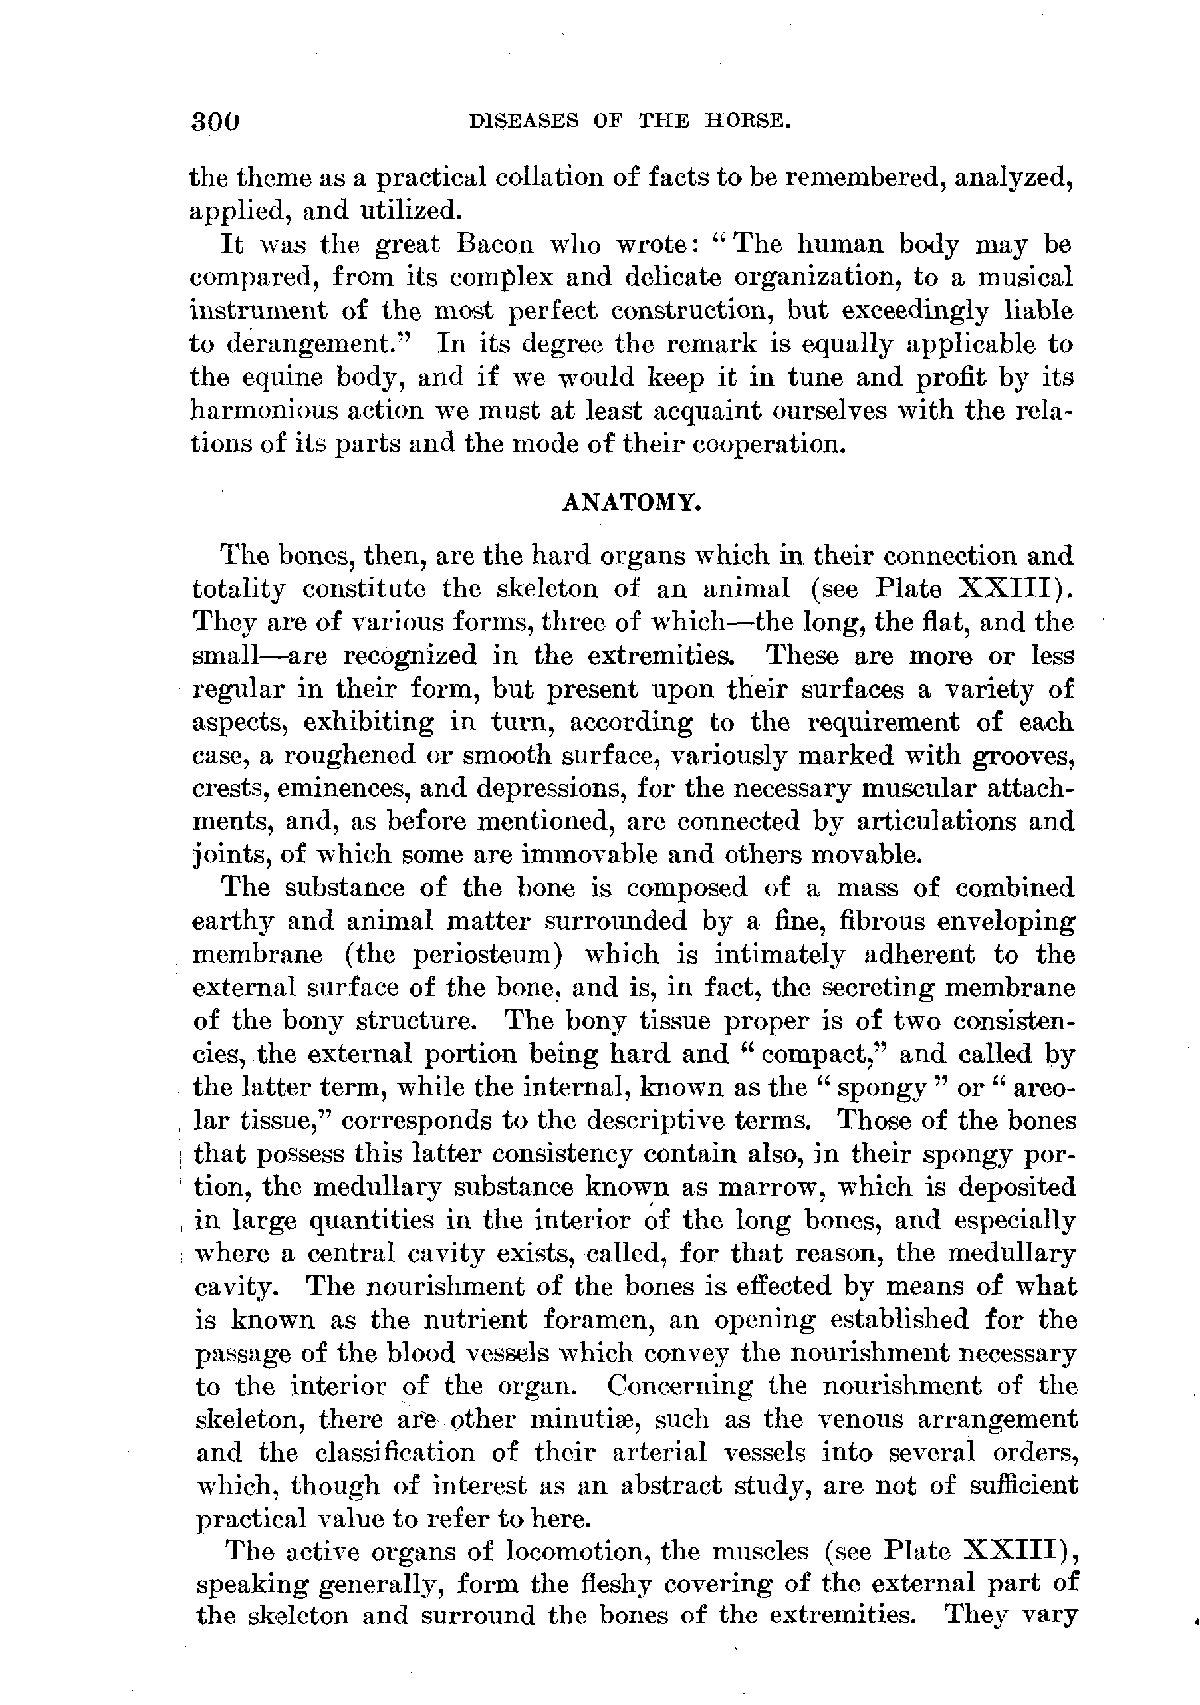 300 DISEASES OF THE HORSE.
the theme as a practical collation of facts to be remembered, analyzed,
applied, and utilized.
It was the great Bacon who wrote: “The human body may be
compared, from its complex and delicate organization, to a musical
instrument of the most perfect construction, but exceedingly liable
to derangement.” In its degree the remark is equally applicable to
the equine body, and if we would keep it in tune and profit by its
harmonious action we must at least acquaint ourselves with the rela-
tions of its parts and the mode of their cooperation.
ANATOMY.
The bones, then, are the hard organs which in their connection and
totality constitute the skeleton of an animal (see Plate XXIII).
They are of various forms, three of which—the long, the flat, and the
small—are recognized in the extremities. These are more or less
regular in their form, but present upon their surfaces a variety of
aspects, exhibiting in turn, according to the requirement of each
case, a roughened or smooth surface, variously marked with grooves,
crests, eminences, and depressions, for the necessary muscular attach-
ments, and, as before mentioned, are connected by articulations and
joints, of which some are immovable and others movable.
The substance of the bone is composed of a mass of combined
earthy and animal matter surrounded by a fine, fibrous enveloping
membrane (the periosteum) which is intimately adherent to the
external surface of the bone, and is, in fact, the secreting membrane
of the bony structure. The bony tissue proper is of two consisten-
cies, the external portion being hard and “compact,” and called by
the latter term, while the internal, known as the “spongy” or “areo-
lar tissue,” corresponds to the descriptive terms. Those of the bones
that possess this latter consistency contain also, in their spongy por-
tion, the medullary substance known as marrow, which is deposited
in large quantities in the interior of the long bones, and especially
where a central cavity exists, called, for that reason, the medullary
cavity. The nourishment of the bones is effected by means of what
is known as the nutrient foramen, an opening established for the
passage of the blood vessels which convey the nourishment necessary
to the interior of the organ. Concerning the nourishment of the
skeleton, there are other minutiæ, such as the venous arrangement
and the classification of their arterial vessels into several orders,
which, though of interest as an abstract study, are not of sufficient
practical value to refer to here.
The active organs of locomotion, the muscles (see Plate XXIII),
speaking generally, form the fleshy covering of the external part of
the skeleton and surround the bones of the extremities. They vary